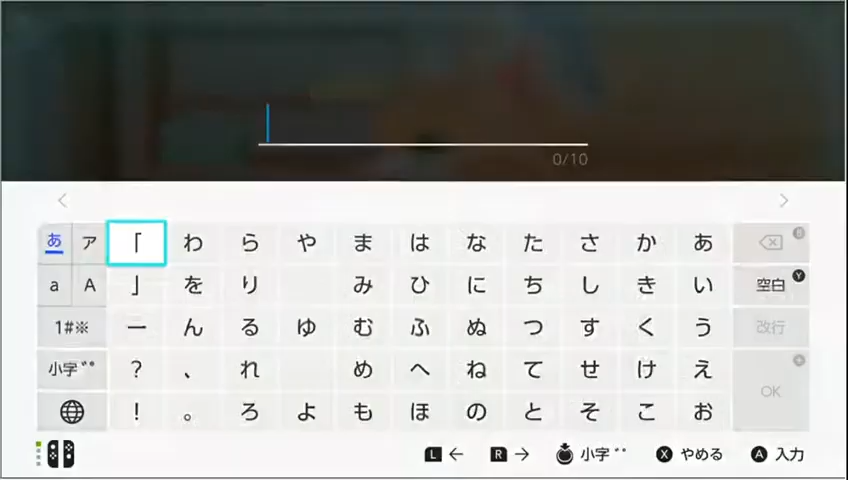 0/10
あ ア 「 わ ら や ま は な た さ か あ B
a A 」 を り み ひ に ち し き い 空白 Y
1#※ ー ん る ゆ む ふ ぬ つ す く う 改行
小字゛゜ ? 、 れ め へ ね て せ け え OK +
! 。 ろ よ も ほ の と そ こ お
L ← R → 小字゛゜ X やめる A 入力